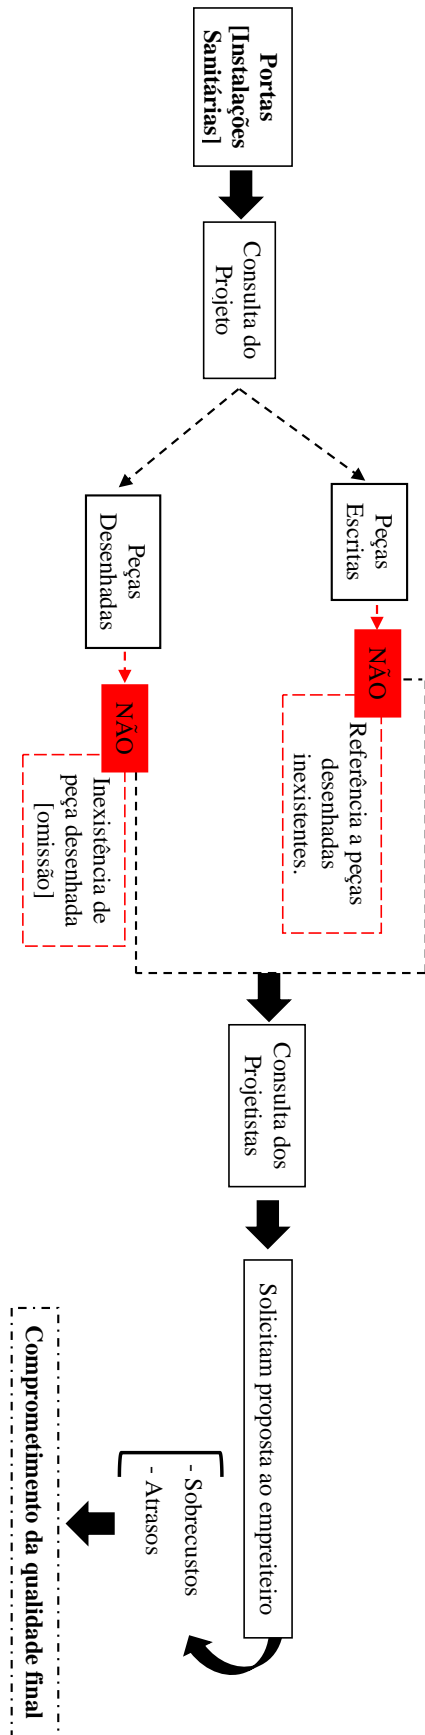 Portas
[Instalações
Sanitárias]
Consulta do
Projeto
Peças
Escritas
NÃO
Referência a peças
desenhadas
inexistentes.
Peças
Desenhadas
NÃO
Inexistência de
peça desenhada
[omissão]
Consulta dos
Projetistas
Solicitam proposta ao empreiteiro
- Sobrecustos
- Atrasos
Comprometimento da qualidade final